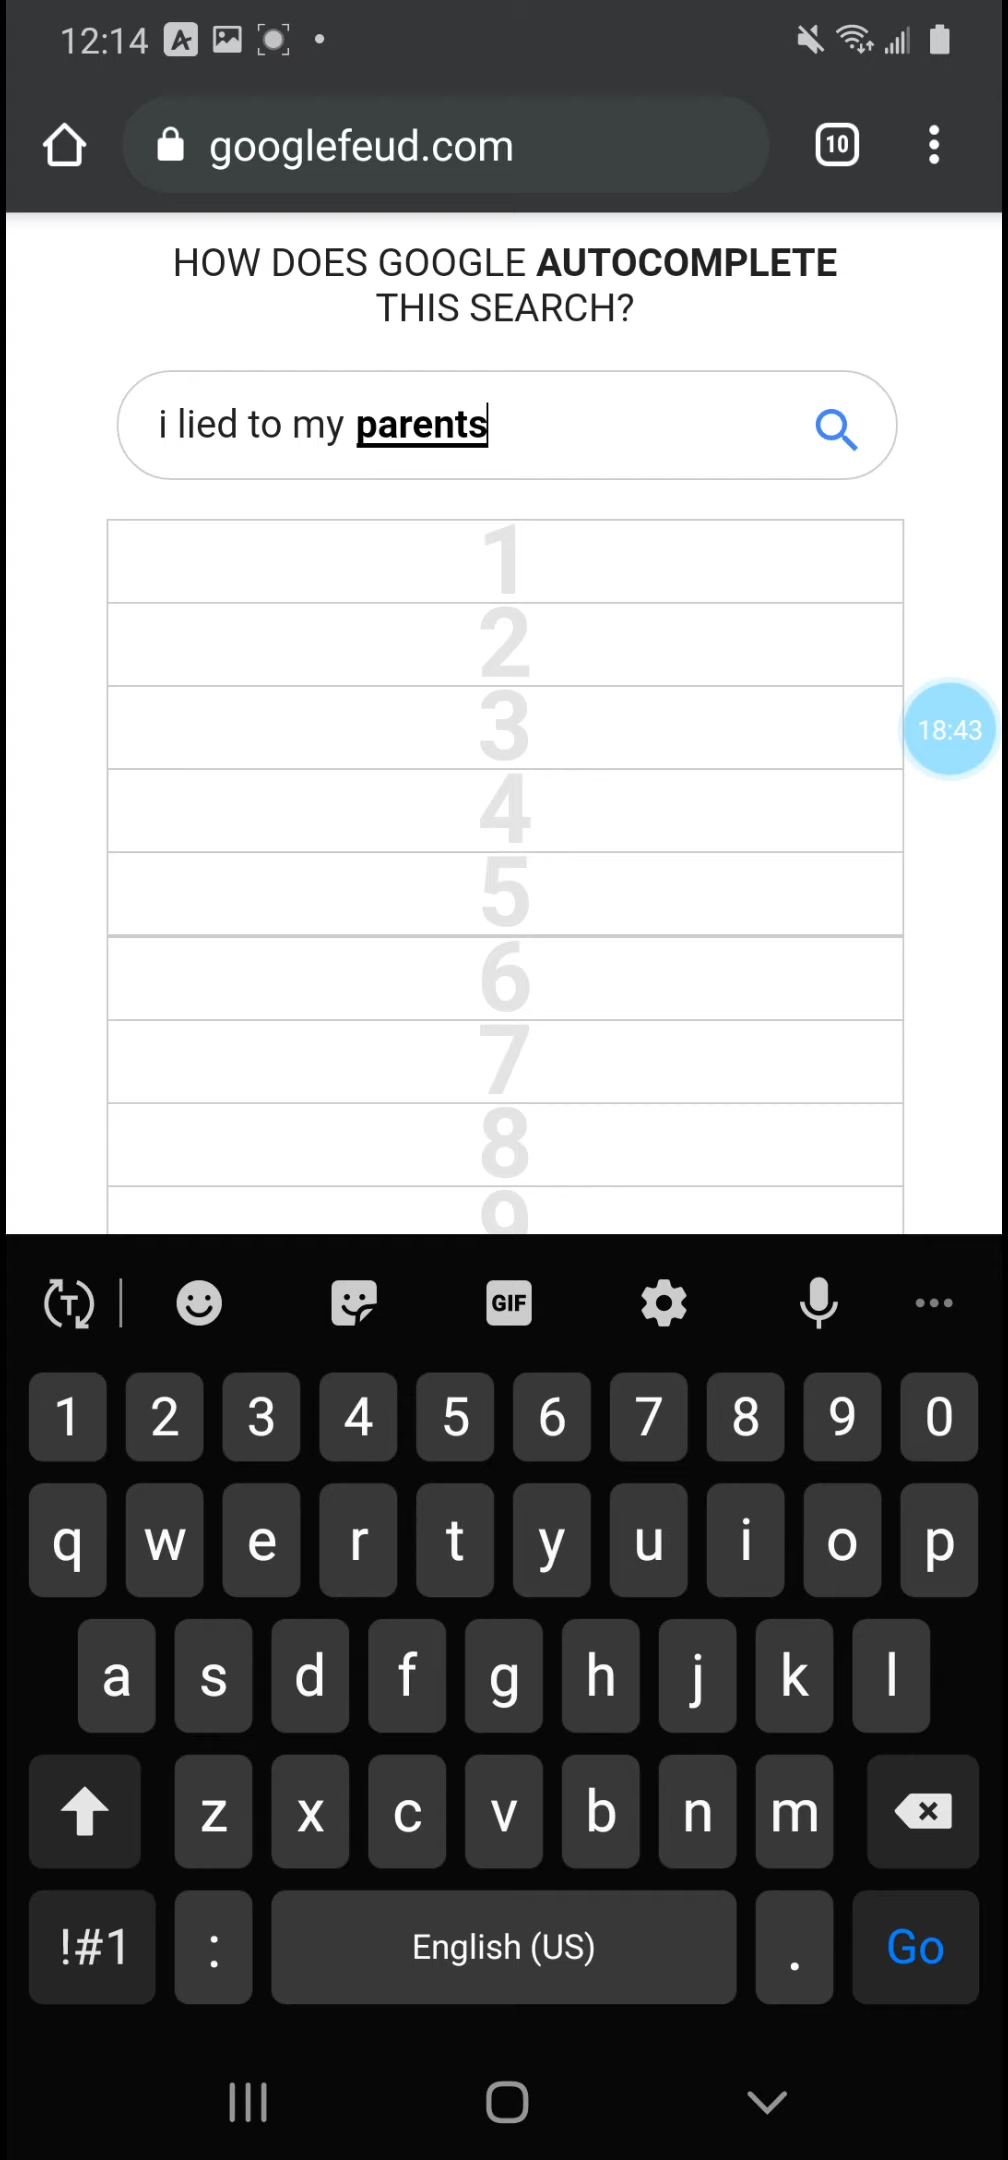 12:14
googlefeud.com
10
HOW DOES GOOGLE AUTOCOMPLETE
THIS SEARCH?
i lied to my parents
1
2
3
18:43
4
5
6
7
8
9
T
GIF
1 2 3 4 5 6 7 8 9 0
q w e r t y u i o p
a s d f g h j k l
z x c v b n m
!#1 : English (US) . Go